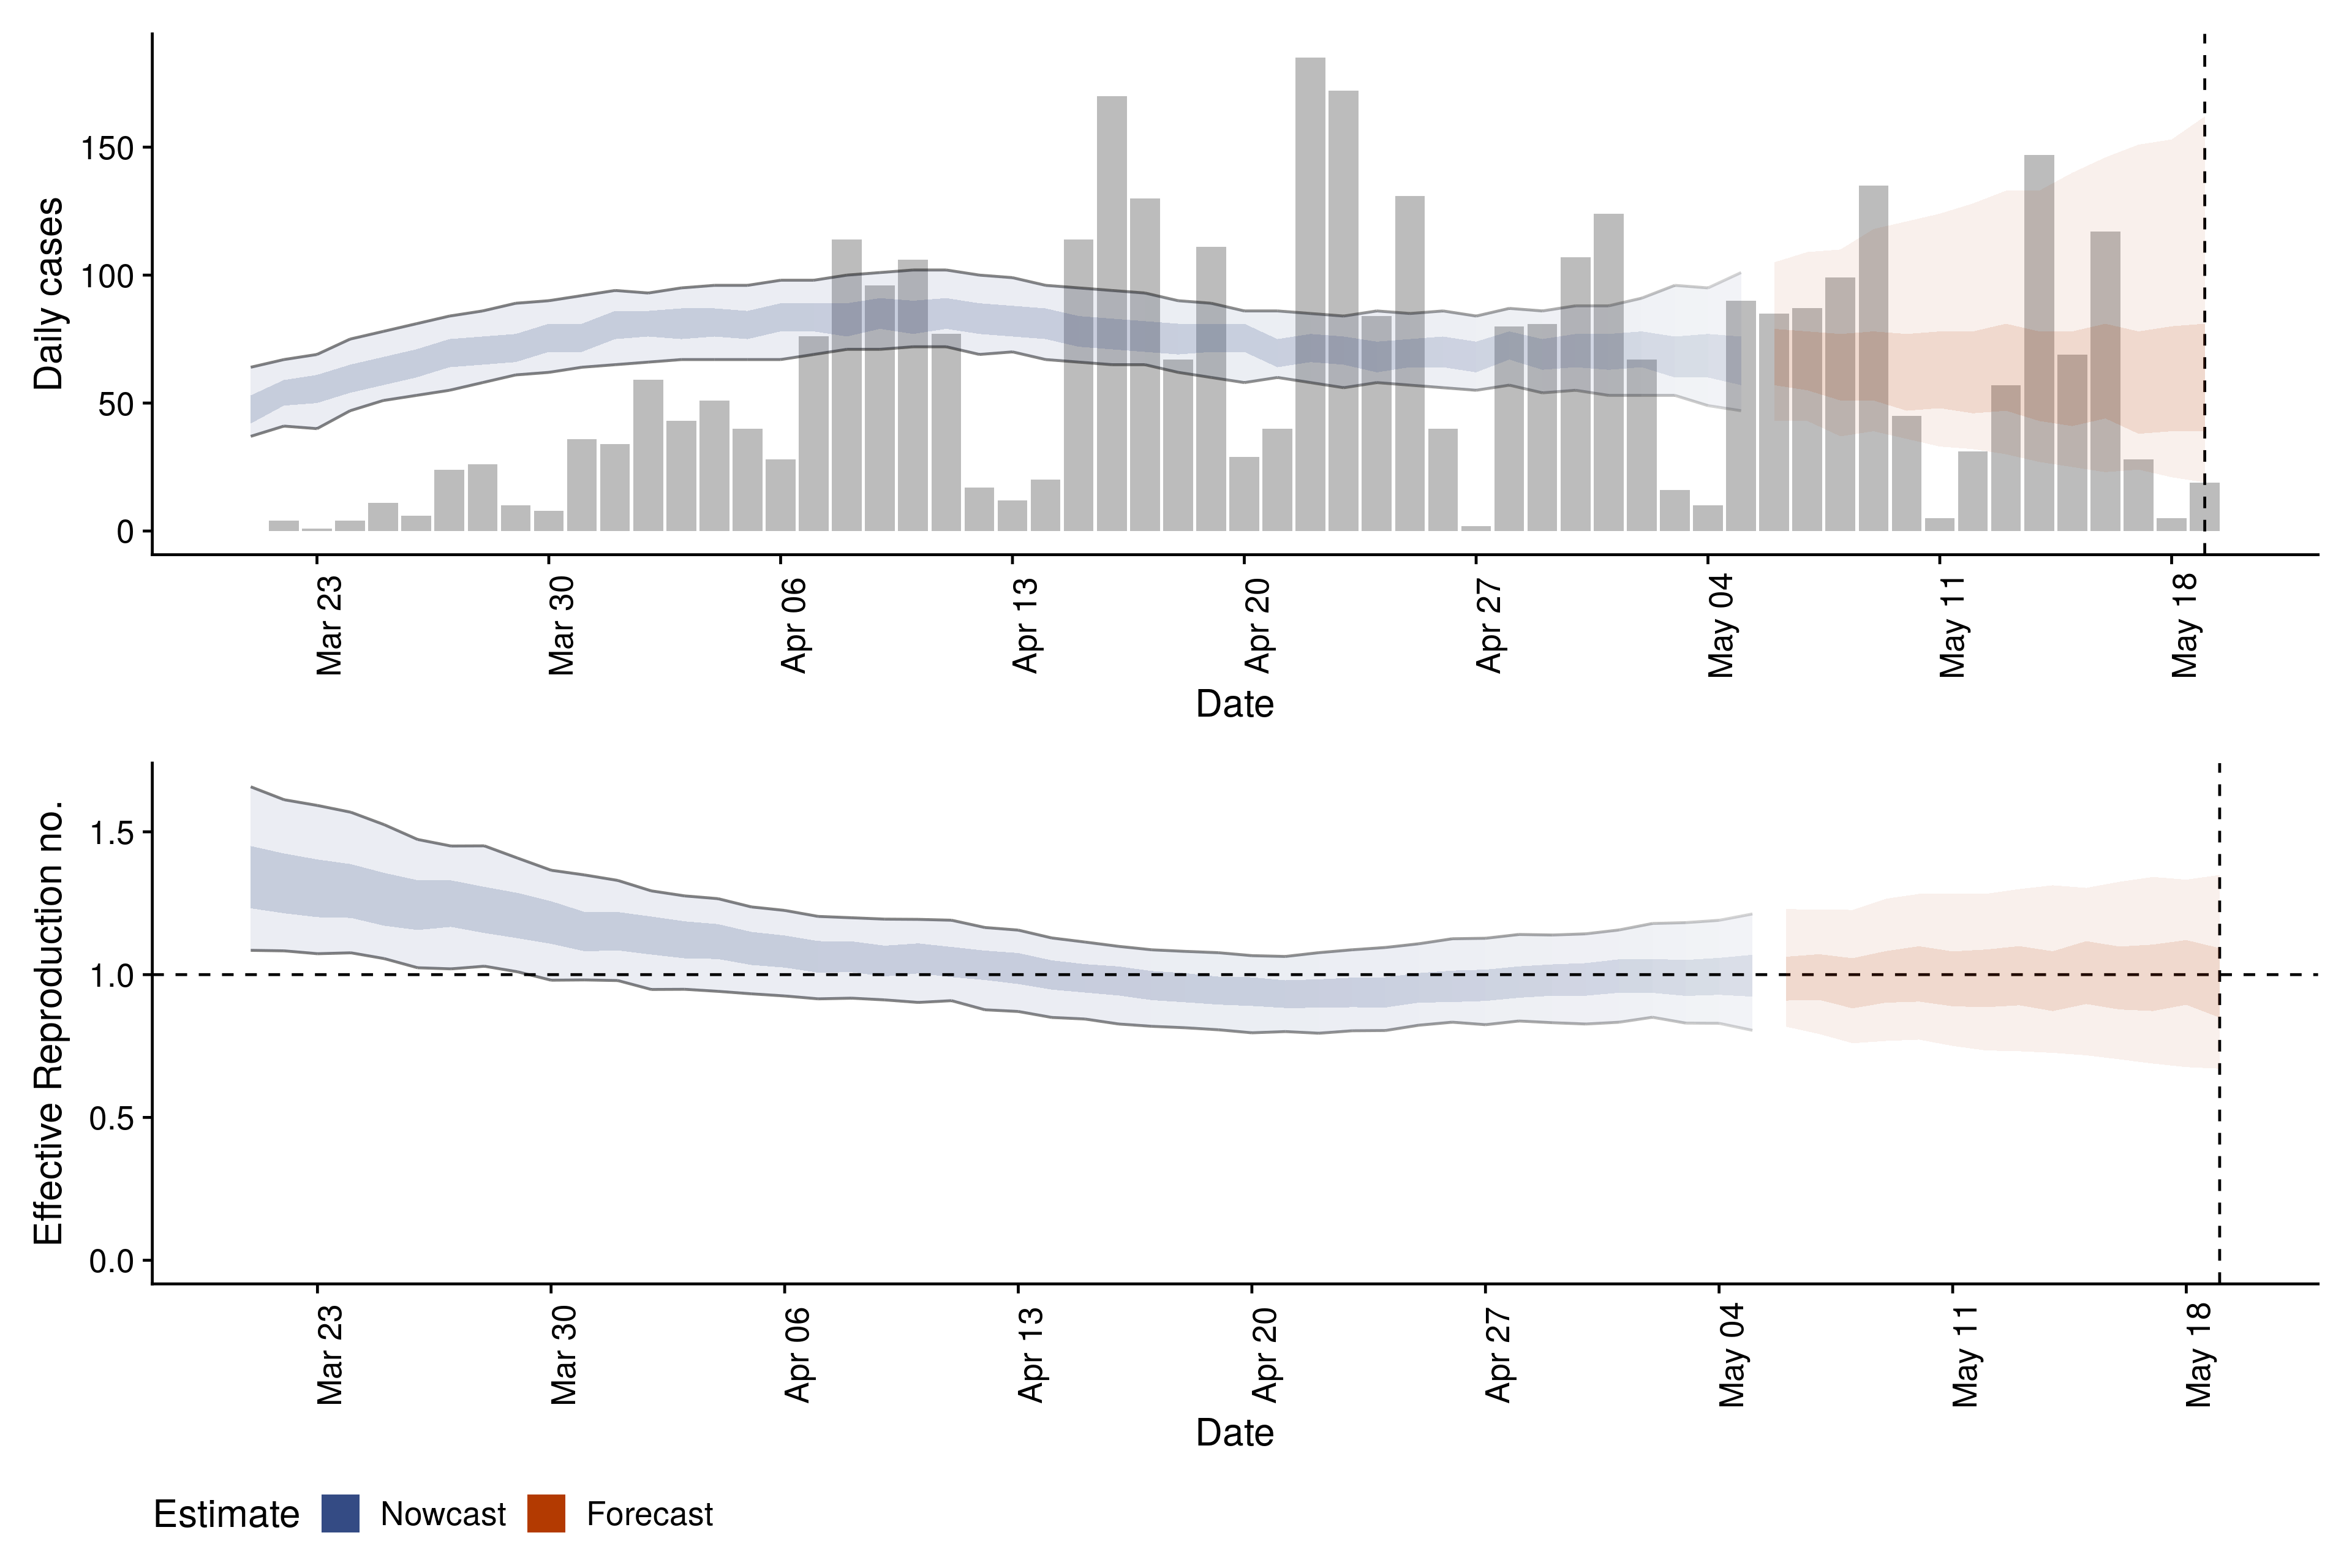 Daily cases
150
100
50
0
Mar 23
Mar 30
Apr 06
Apr 13
Apr 20
Apr 27
May 04
May 11
May 18
Date
Effective Reproduction no.
1.5
1.0
0.5
0.0
Mar 23
Mar 30
Apr 06
Apr 13
Apr 20
Apr 27
May 04
May 11
May 18
Date
Estimate Nowcast Forecast